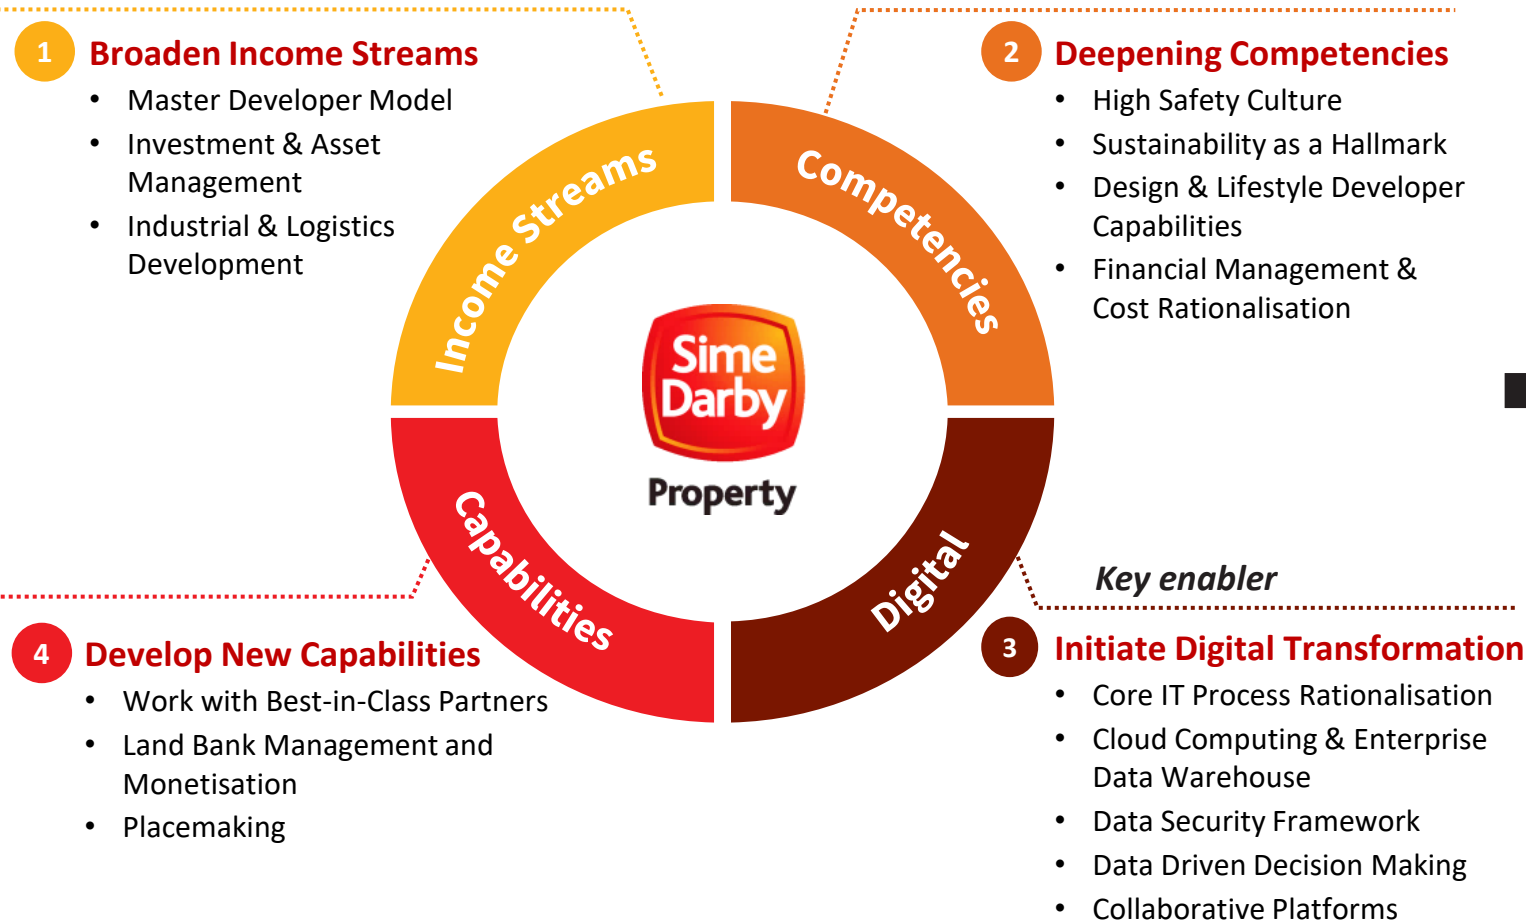 1 Broaden Income Streams
• Master Developer Model
• Investment & Asset
Management
• Industrial & Logistics
Development
2 Deepening Competencies
• High Safety Culture
• Sustainability as a Hallmark
• Design & Lifestyle Developer
Capabilities
• Financial Management &
Cost Rationalisation
Income Streams
Competencies
Sime
Darby
Property
Capabilities
Digital
Key enabler
4 Develop New Capabilities
• Work with Best-in-Class Partners
• Land Bank Management and
Monetisation
• Placemaking
3 Initiate Digital Transformation
• Core IT Process Rationalisation
• Cloud Computing & Enterprise
Data Warehouse
• Data Security Framework
• Data Driven Decision Making
• Collaborative Platforms